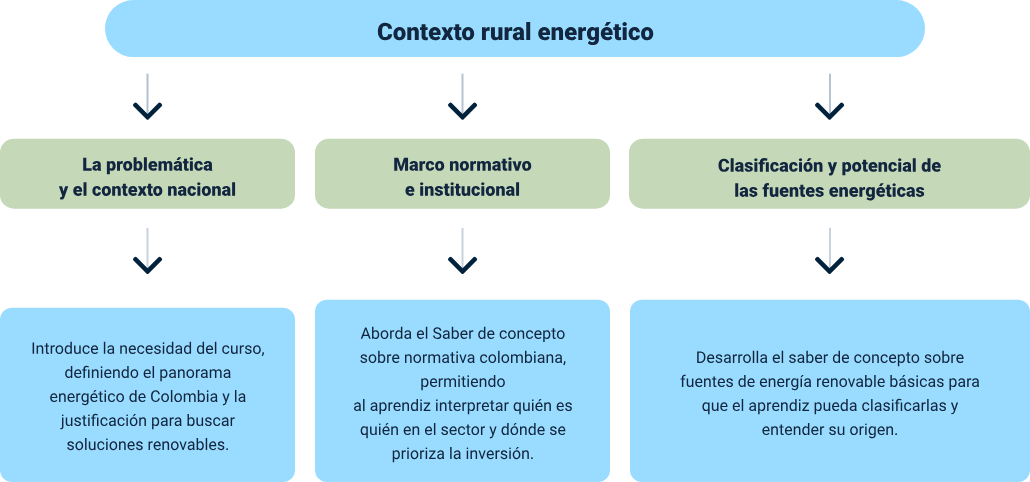 Contexto rural energético
La problemática
y el contexto nacional
Marco normativo
e institucional
Clasificación y potencial de
las fuentes energéticas
Introduce la necesidad del curso,
definiendo el panorama
energético de Colombia y la
justificación para buscar
soluciones renovables.
Aborda el Saber de concepto
sobre normativa colombiana,
permitiendo
al aprendiz interpretar quién es
quién en el sector y dónde se
prioriza la inversión.
Desarrolla el saber de concepto sobre
fuentes de energía renovable básicas para
que el aprendiz pueda clasificarlas y
entender su origen.